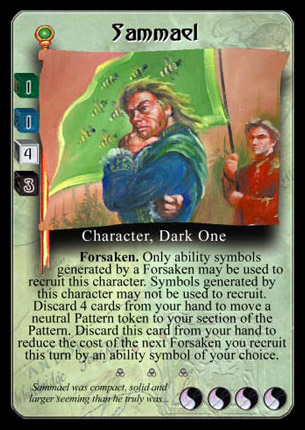 Sammael
1
1
4
3
Character, Dark One
Forsaken. Only ability symbols
generated by a Forsaken may be used to
recruit this character. Symbols generated by
this character may not be used to recruit.
Discard 4 cards from your hand to move a
neutral Pattern token to your section of the
Pattern. Discard this card from your hand to
reduce the cost of the next Forsaken you recruit
this turn by an ability symbol of your choice.
Sammael was compact, solid and
larger seeming than he truly was...